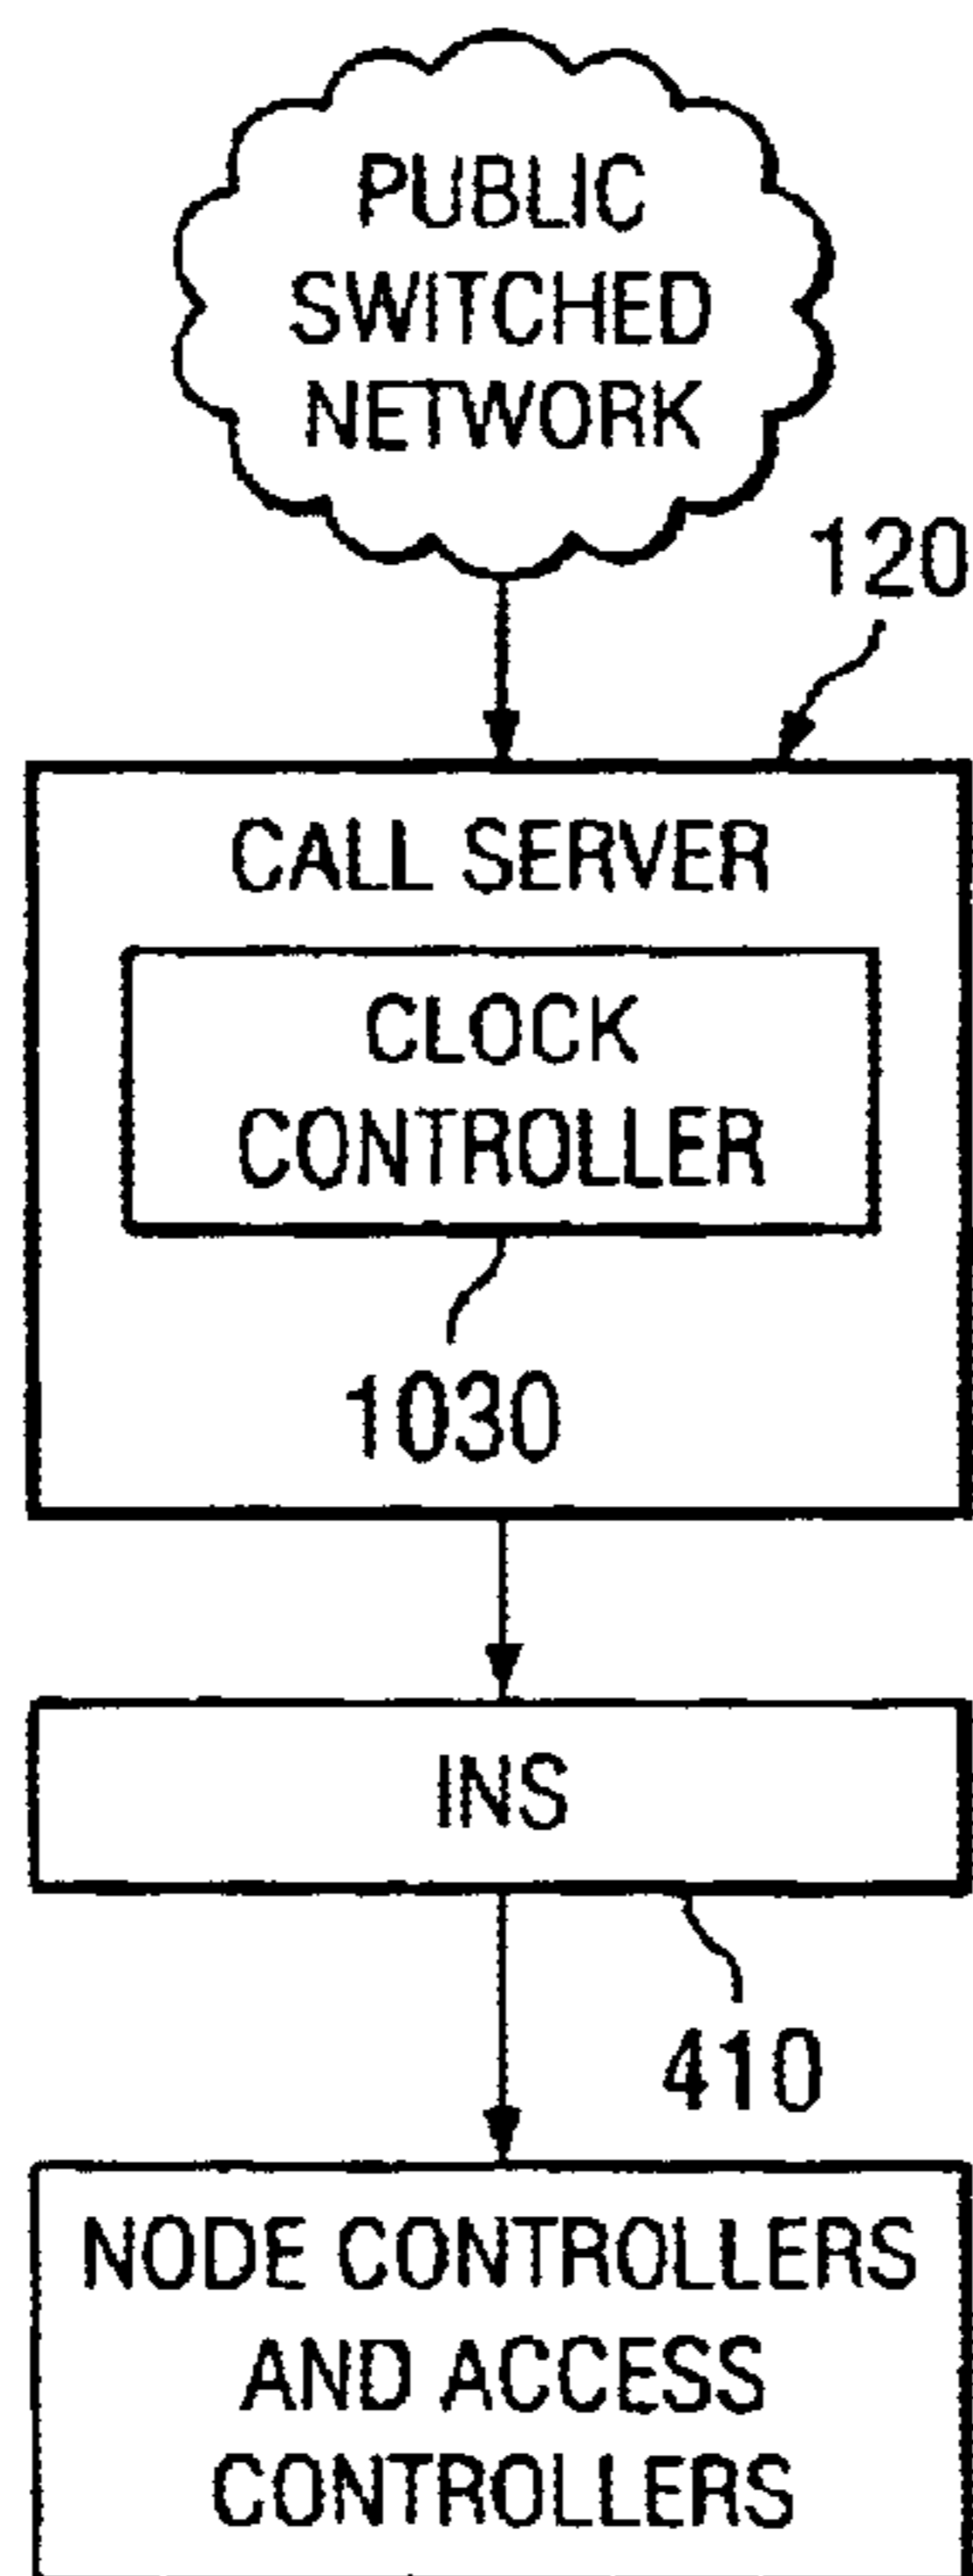 PUBLIC
SWITCHED
NETWORK
120
CALL SERVER
CLOCK
CONTROLLER
1030
INS
410
NODE CONTROLLERS
AND ACCESS
CONTROLLERS